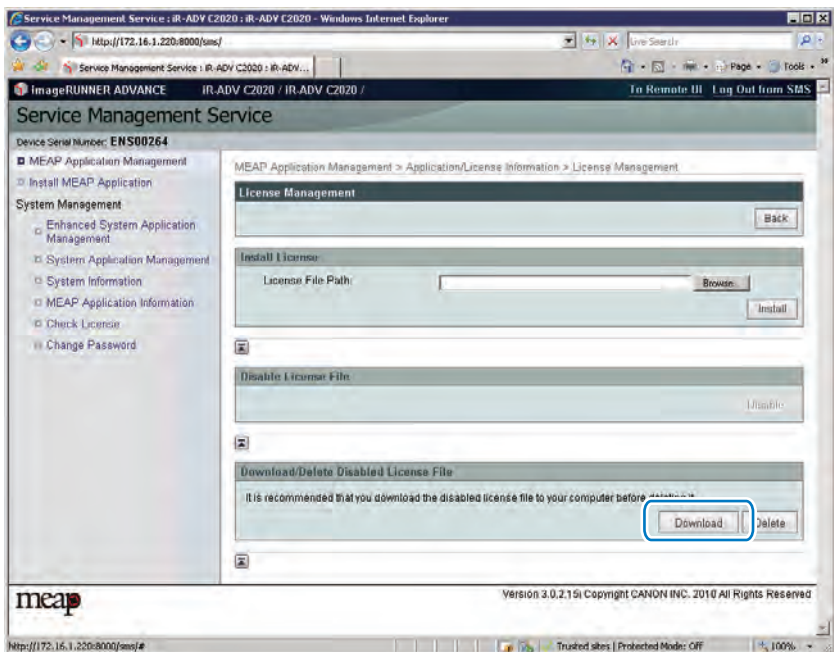 Service Management Service : iR-ADV C2020 : iR-ADV C2020 - Windows Internet Explorer
http://172.16.1.220:8000/sms/
Live Search
Service Management Service : iR-ADV C2020 : iR-ADV...
Page
Tools
imageRUNNER ADVANCE iR-ADV C2020 / iR-ADV C2020 /
To Remote UI Log Out from SMS
Service Management Service
Device Serial Number: ENS00264
MEAP Application Management
Install MEAP Application
System Management
Enhanced System Application
Management
System Application Management
System Information
MEAP Application Information
Check License
Change Password
MEAP Application Management > Application/License Information > License Management
License Management
Back
Install License
License File Path:
Browse...
Install
Disable License File
Disable
Download/Delete Disabled License File
It is recommended that you download the disabled license file to your computer before deleting it.
Download
Delete
meap
Version 3.0.2.15i Copyright CANON INC. 2010 All Rights Reserved
http://172.16.1.220:8000/sms/#
Trusted sites | Protected Mode: Off
100%